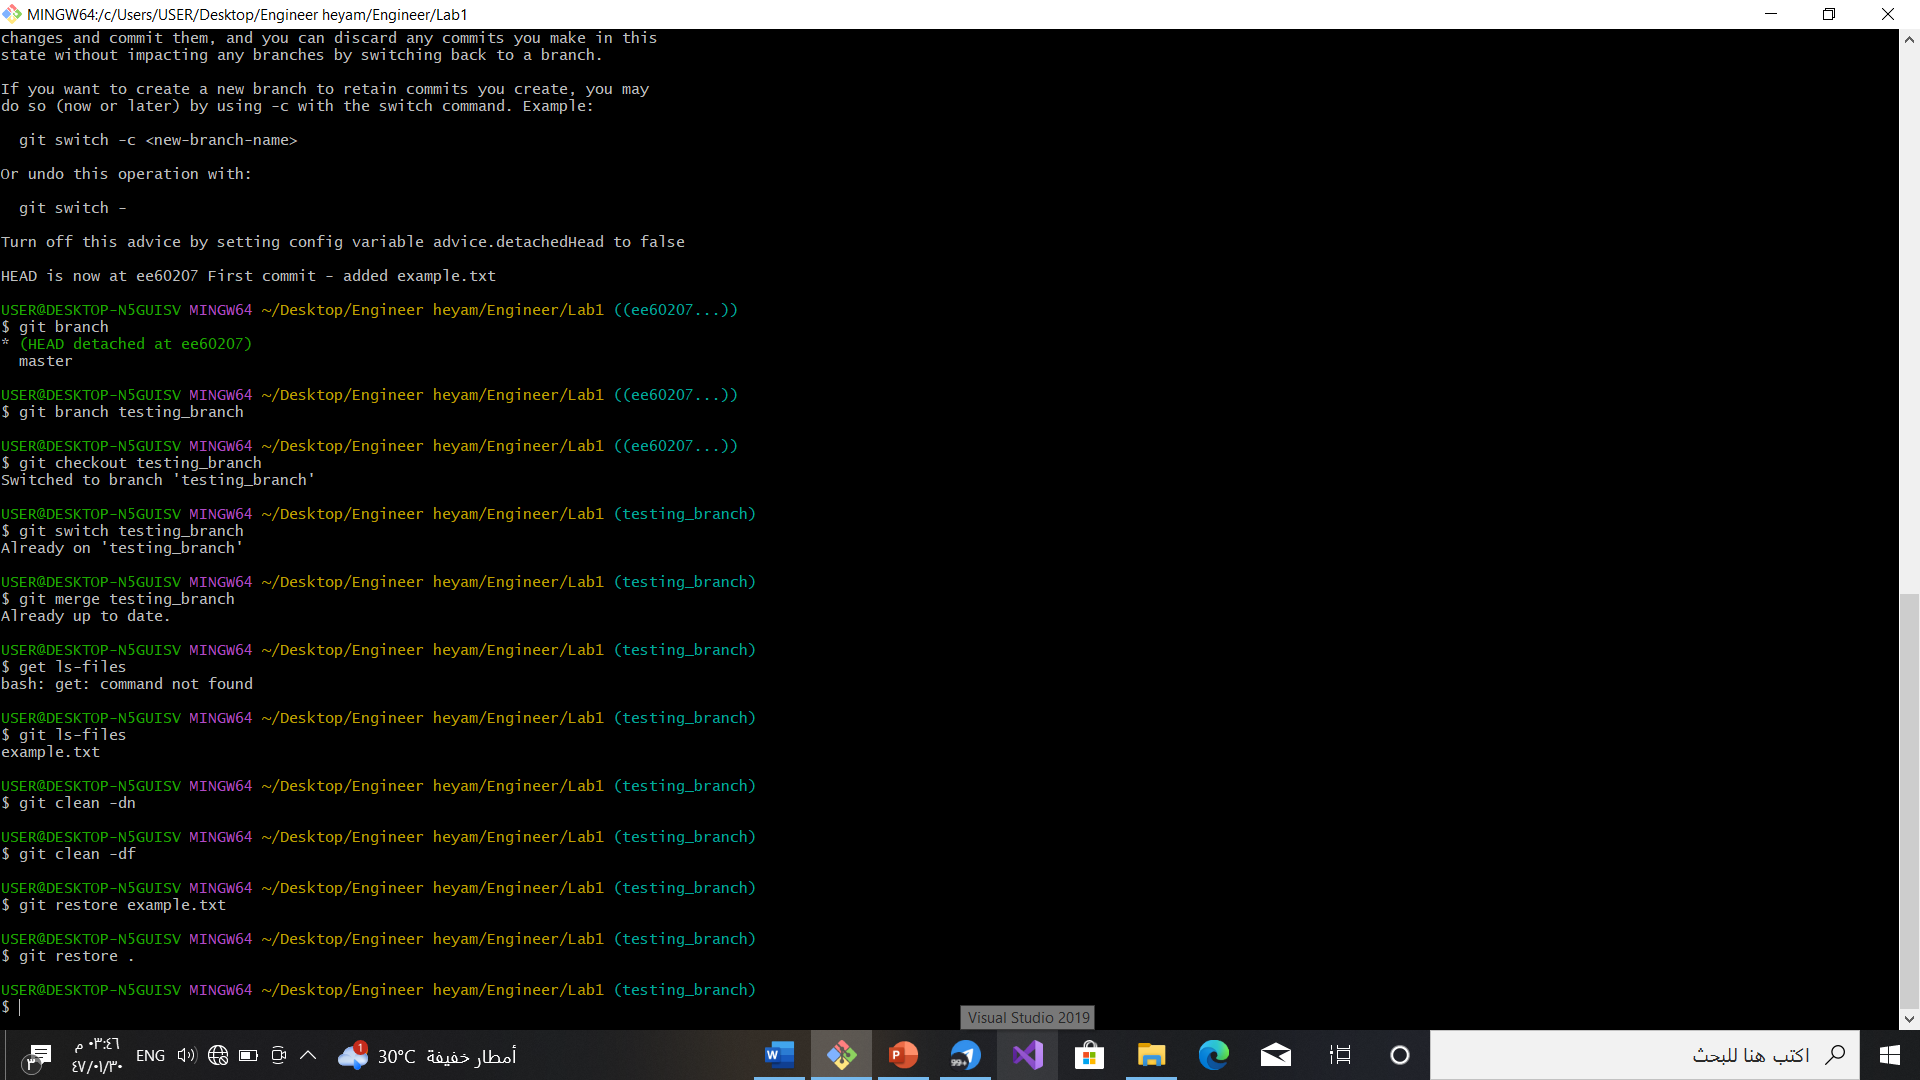 MINGW64:/c/Users/USER/Desktop/Engineer heyam/Engineer/Lab1
changes and commit them, and you can discard any commits you make in this
state without impacting any branches by switching back to a branch.
If you want to create a new branch to retain commits you create, you may
do so (now or later) by using -c with the switch command. Example:
git switch -c <new-branch-name>
Or undo this operation with:
git switch -
Turn off this advice by setting config variable advice.detachedHead to false
HEAD is now at ee60207 First commit - added example.txt
USER@DESKTOP-N5GUISV MINGW64 ~/Desktop/Engineer heyam/Engineer/Lab1 ((ee60207...))
$ git branch
* (HEAD detached at ee60207)
master
USER@DESKTOP-N5GUISV MINGW64 ~/Desktop/Engineer heyam/Engineer/Lab1 ((ee60207...))
$ git branch testing_branch
USER@DESKTOP-N5GUISV MINGW64 ~/Desktop/Engineer heyam/Engineer/Lab1 ((ee60207...))
$ git checkout testing_branch
Switched to branch 'testing_branch'
USER@DESKTOP-N5GUISV MINGW64 ~/Desktop/Engineer heyam/Engineer/Lab1 (testing_branch)
$ git switch testing_branch
Already on 'testing_branch'
USER@DESKTOP-N5GUISV MINGW64 ~/Desktop/Engineer heyam/Engineer/Lab1 (testing_branch)
$ git merge testing_branch
Already up to date.
USER@DESKTOP-N5GUISV MINGW64 ~/Desktop/Engineer heyam/Engineer/Lab1 (testing_branch)
$ get ls-files
bash: get: command not found
USER@DESKTOP-N5GUISV MINGW64 ~/Desktop/Engineer heyam/Engineer/Lab1 (testing_branch)
$ git ls-files
example.txt
USER@DESKTOP-N5GUISV MINGW64 ~/Desktop/Engineer heyam/Engineer/Lab1 (testing_branch)
$ git clean -dn
USER@DESKTOP-N5GUISV MINGW64 ~/Desktop/Engineer heyam/Engineer/Lab1 (testing_branch)
$ git clean -df
USER@DESKTOP-N5GUISV MINGW64 ~/Desktop/Engineer heyam/Engineer/Lab1 (testing_branch)
$ git restore example.txt
USER@DESKTOP-N5GUISV MINGW64 ~/Desktop/Engineer heyam/Engineer/Lab1 (testing_branch)
$ git restore .
USER@DESKTOP-N5GUISV MINGW64 ~/Desktop/Engineer heyam/Engineer/Lab1 (testing_branch)
$
Visual Studio 2019
اكتب هنا للبحث
99+
W
P
1
30°C أمطار خفيفة
ENG
٠٣:٤٦ م
٤٧/٠١/٣٠
٣